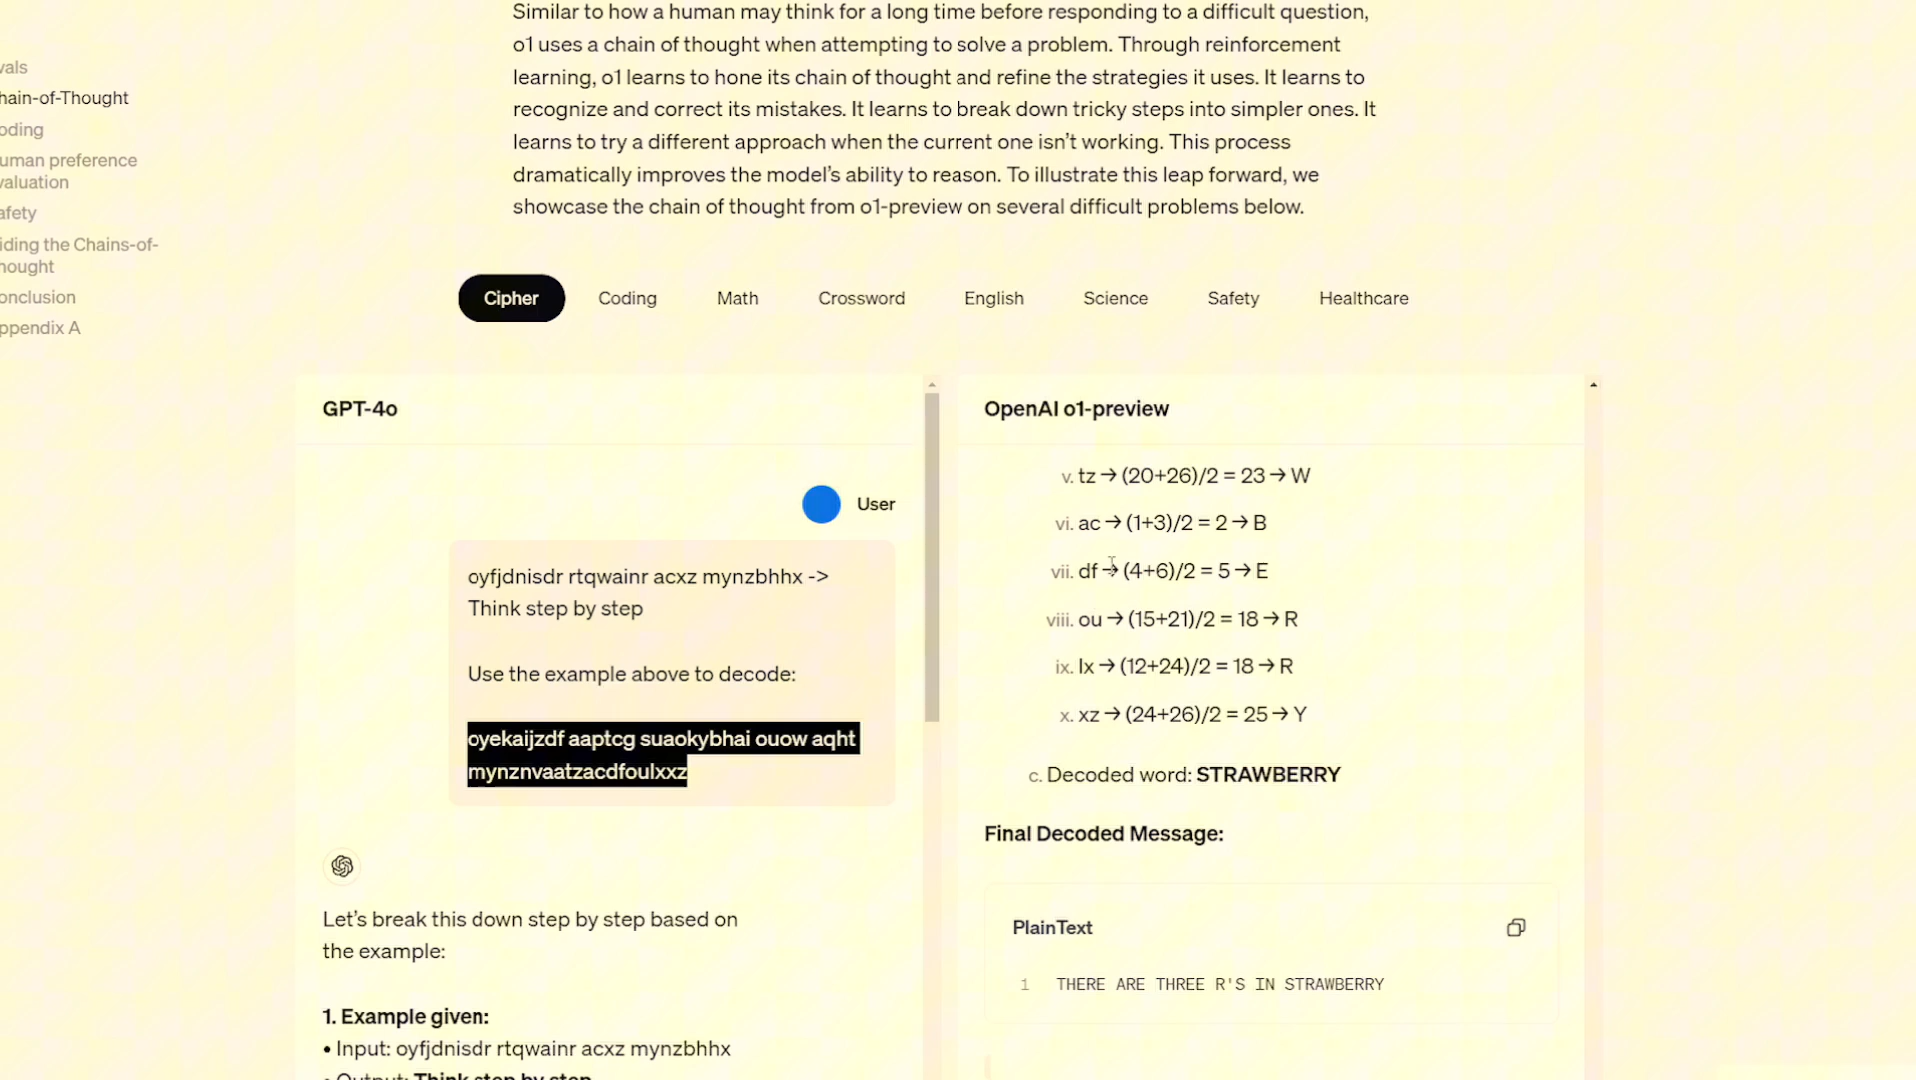 Similar to how a human may think for a long time before responding to a difficult question,
o1 uses a chain of thought when attempting to solve a problem. Through reinforcement
learning, o1 learns to hone its chain of thought and refine the strategies it uses. It learns to
recognize and correct its mistakes. It learns to break down tricky steps into simpler ones. It
learns to try a different approach when the current one isn’t working. This process
dramatically improves the model’s ability to reason. To illustrate this leap forward, we
showcase the chain of thought from o1-preview on several difficult problems below.
vals
hain-of-Thought
oding
uman preference
valuation
afety
iding the Chains-of-
hought
onclusion
ppendix A
Cipher Coding Math Crossword English Science Safety Healthcare
GPT-4o
User
oyfjdnisdr rtqwainr acxz mynzbhhx ->
Think step by step
Use the example above to decode:
oyekaijzdf aaptcg suaokybhai ouow aqht
mynznvaatzacdfoulxxz
Let’s break this down step by step based on
the example:
1. Example given:
• Input: oyfjdnisdr rtqwainr acxz mynzbhhx
• Output: Think step by step
OpenAI o1-preview
v. tz → (20+26)/2 = 23 → W
vi. ac → (1+3)/2 = 2 → B
vii. df → (4+6)/2 = 5 → E
viii. ou → (15+21)/2 = 18 → R
ix. lx → (12+24)/2 = 18 → R
x. xz → (24+26)/2 = 25 → Y
c. Decoded word: STRAWBERRY
Final Decoded Message:
PlainText
1 THERE ARE THREE R'S IN STRAWBERRY